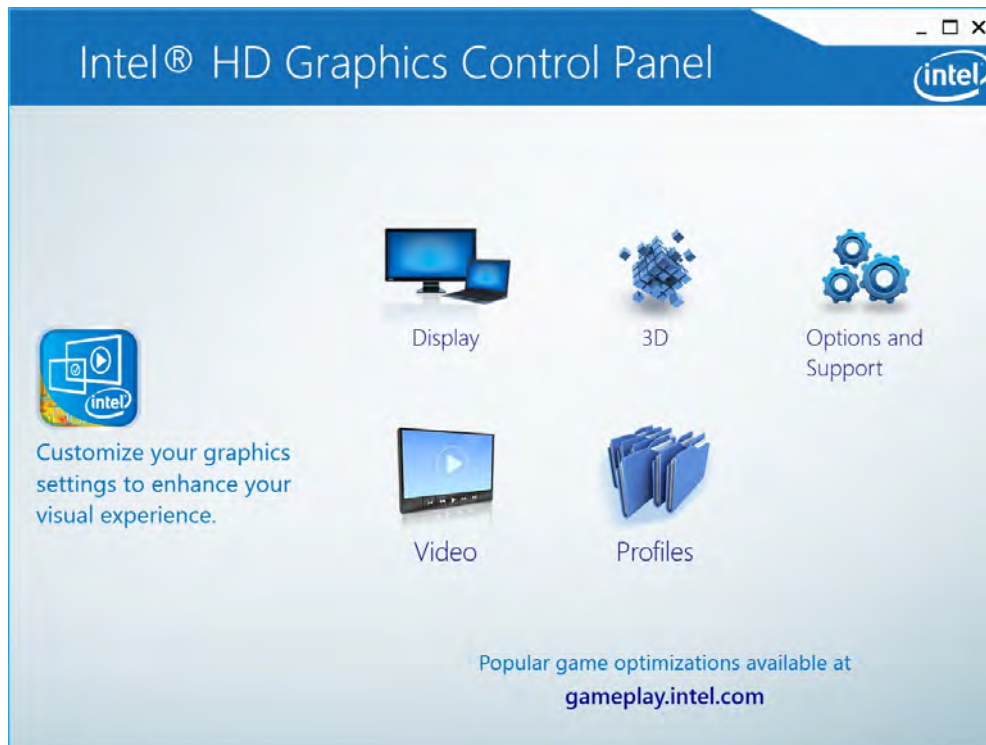 Intel® HD Graphics Control Panel
intel
Display
3D
Options and
Support
intel
Customize your graphics
settings to enhance your
visual experience.
Video
Profiles
Popular game optimizations available at
gameplay.intel.com